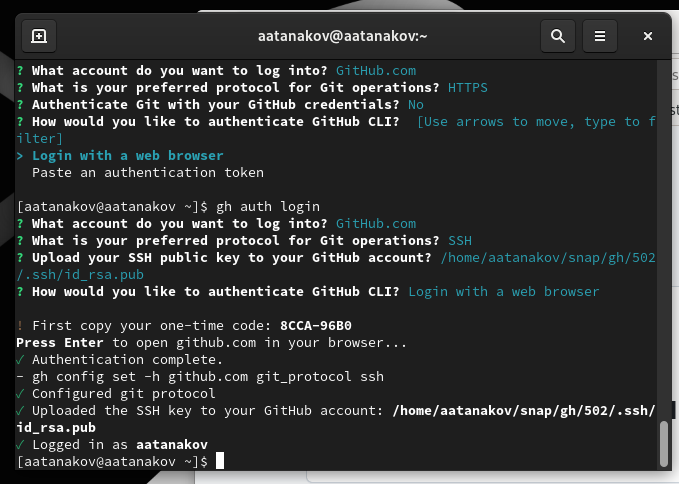 aatanakov@aatanakov:~
? What account do you want to log into? GitHub.com
? What is your preferred protocol for Git operations? HTTPS
? Authenticate Git with your GitHub credentials? No
? How would you like to authenticate GitHub CLI?  [Use arrows to move, type to f
ilter]
> Login with a web browser
  Paste an authentication token
[aatanakov@aatanakov ~]$ gh auth login
? What account do you want to log into? GitHub.com
? What is your preferred protocol for Git operations? SSH
? Upload your SSH public key to your GitHub account? /home/aatanakov/snap/gh/502
/.ssh/id_rsa.pub
? How would you like to authenticate GitHub CLI? Login with a web browser
! First copy your one-time code: 8CCA-96B0
Press Enter to open github.com in your browser...
✓ Authentication complete.
- gh config set -h github.com git_protocol ssh
✓ Configured git protocol
✓ Uploaded the SSH key to your GitHub account: /home/aatanakov/snap/gh/502/.ssh/
id_rsa.pub
✓ Logged in as aatanakov
[aatanakov@aatanakov ~]$